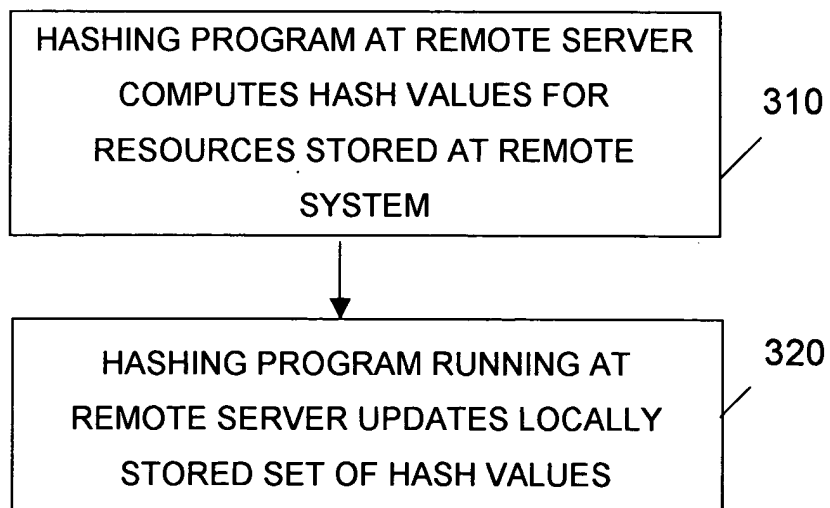 HASHING PROGRAM AT REMOTE SERVER
COMPUTES HASH VALUES FOR
RESOURCES STORED AT REMOTE
SYSTEM
310
HASHING PROGRAM RUNNING AT
REMOTE SERVER UPDATES LOCALLY
STORED SET OF HASH VALUES
320